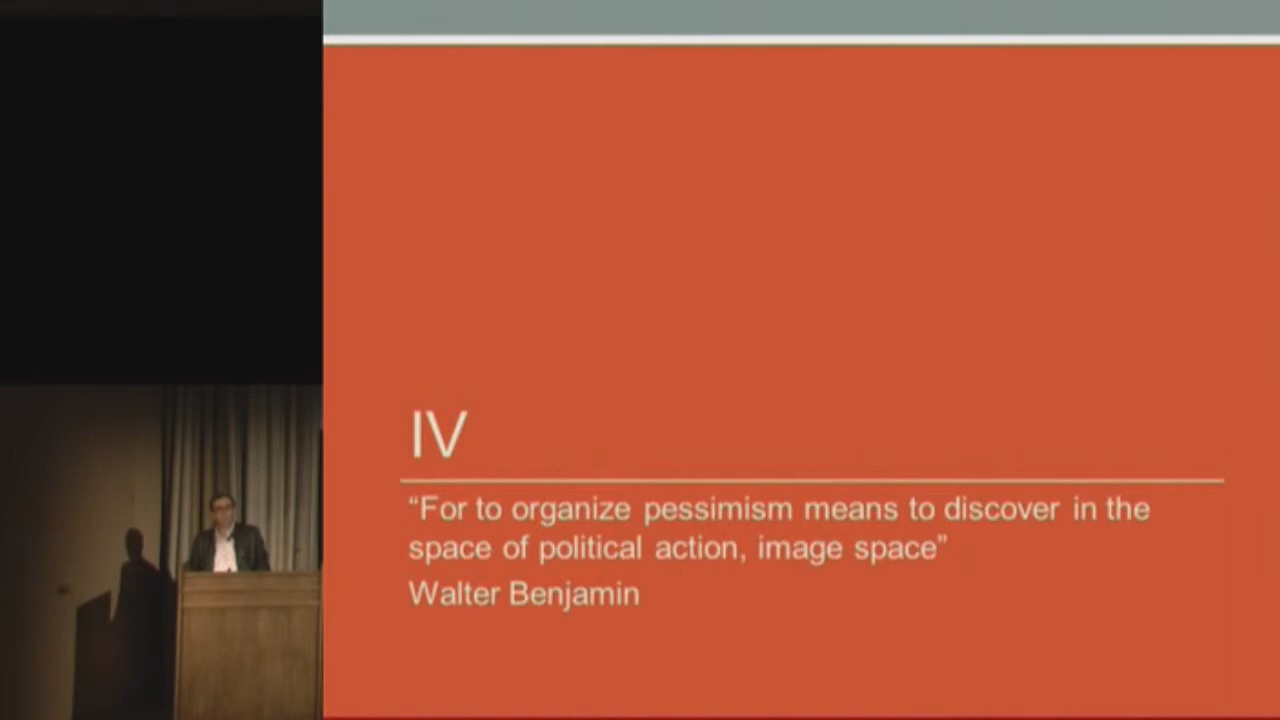 IV
“For to organize pessimism means to discover in the
space of political action, image space”
Walter Benjamin